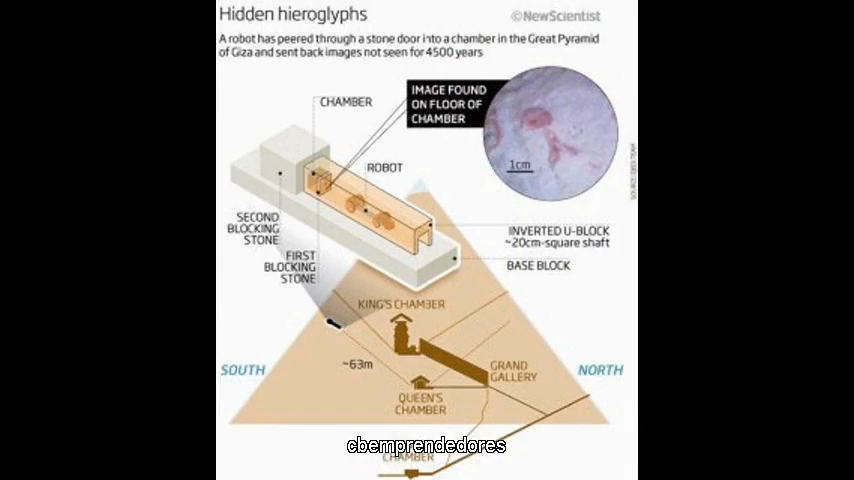 Hidden hieroglyphs
©NewScientist
A robot has peered through a stone door into a chamber in the Great Pyramid
of Giza and sent back images not seen for 4500 years
IMAGE FOUND
ON FLOOR OF
CHAMBER
CHAMBER
1cm
ROBOT
SECOND
BLOCKING
STONE
INVERTED U-BLOCK
~20cm-square shaft
FIRST
BLOCKING
STONE
BASE BLOCK
KING'S CHAMBER
~63m
SOUTH
GRAND
GALLERY
NORTH
QUEEN'S
CHAMBER
cbemprendedores
CHAMBER